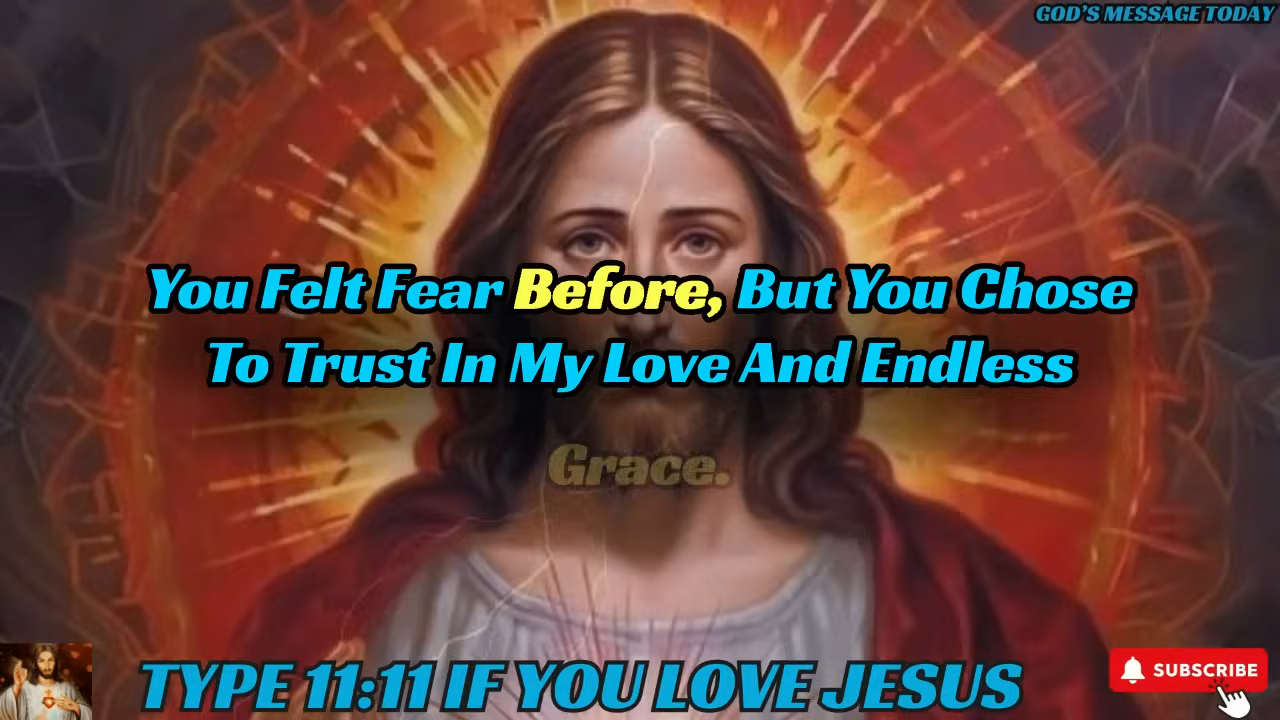 GOD'S MESSAGE TODAY
You Felt Fear Before, But You Chose
To Trust In My Love And Endless
Grace.
TYPE 11:11 IF YOU LOVE JESUS
SUBSCRIBE